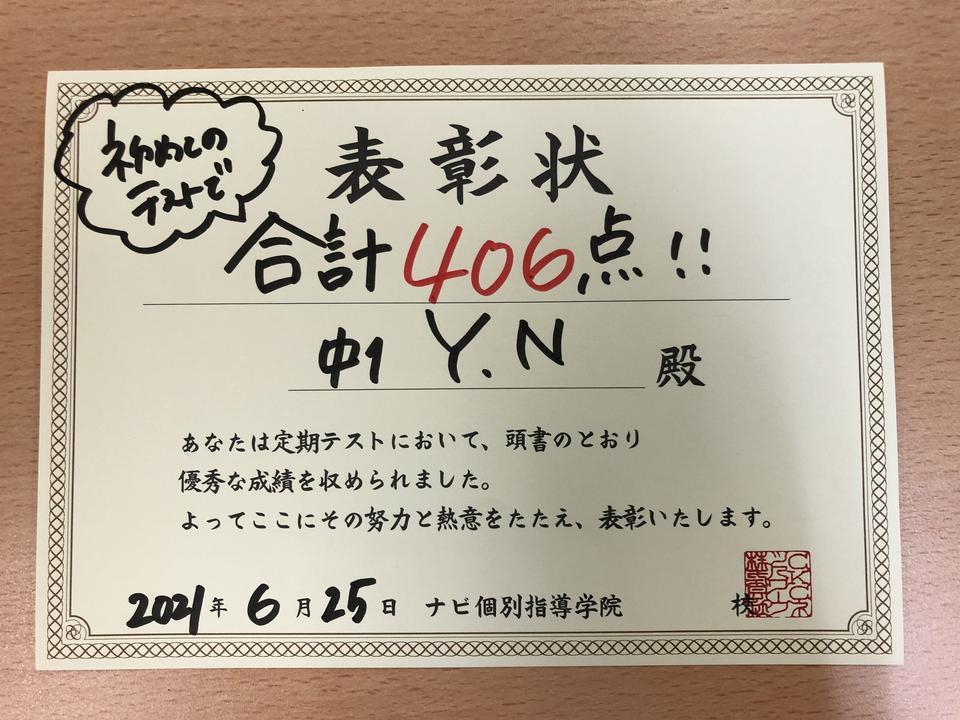 初めての
テストで
表彰状
合計406点!!
中1 Y.N 殿
あなたは定期テストにおいて、頭書のとおり
優秀な成績を収められました。
よってここにその努力と熱意をたたえ、表彰いたします。
2021年 6月25日 ナビ個別指導学院 校